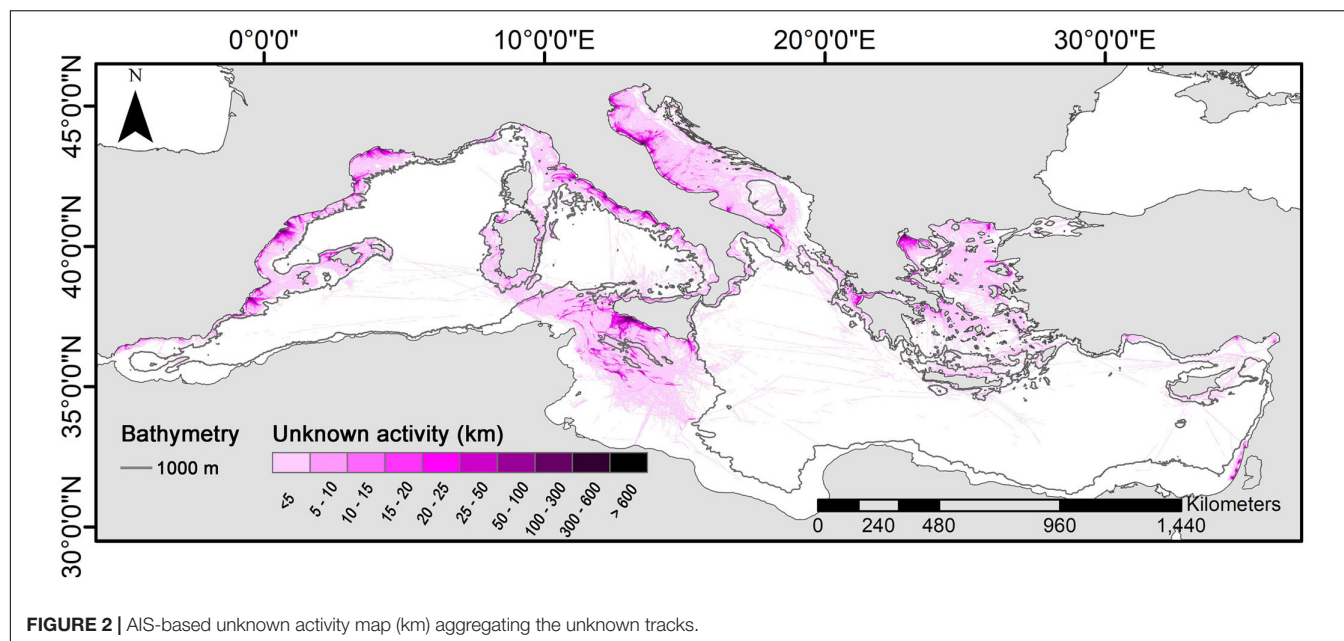 0°0'0" 10°0'0"E 20°0'0"E 30°0'0"E
N
45°0'0"N
40°0'0"N
35°0'0"N
30°0'0"N
Bathymetry
1000 m
Unknown activity (km)
<5 5 - 10 10 - 15 15 - 20 20 - 25 25 - 50 50 - 100 100 - 300 300 - 600 > 600
Kilometers
0 240 480 960 1,440
FIGURE 2 | AIS-based unknown activity map (km) aggregating the unknown tracks.